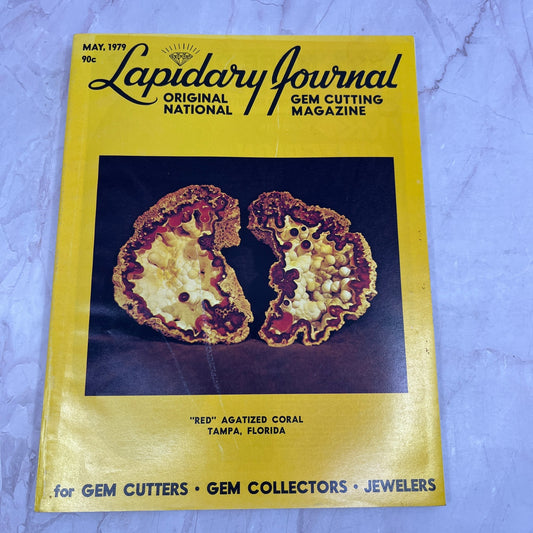 MAY, 1979
90c
Lapidary Journal
ORIGINAL GEM CUTTING
NATIONAL MAGAZINE
"RED" AGATIZED CORAL
TAMPA, FLORIDA
..for GEM CUTTERS • GEM COLLECTORS • JEWELERS